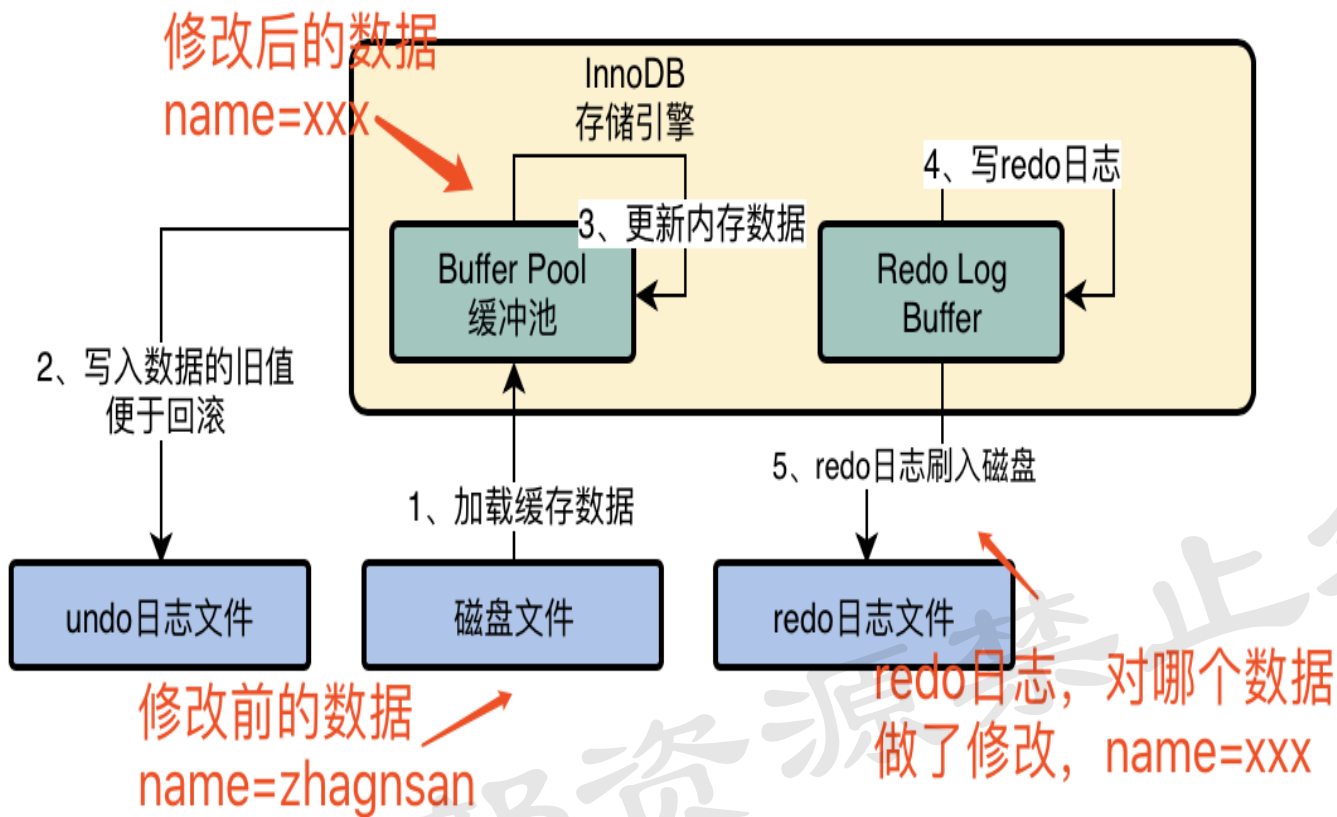 修改后的数据
name=xxx
InnoDB
存储引擎
4、写redo日志
3、更新内存数据
Buffer Pool
缓冲池
Redo Log
Buffer
2、写入数据的旧值
便于回滚
5、redo日志刷入磁盘
1、加载缓存数据
undo日志文件
磁盘文件
redo日志文件
修改前的数据
name=zhagnsan
redo日志，对哪个数据
做了修改，name=xxx
资源禁止